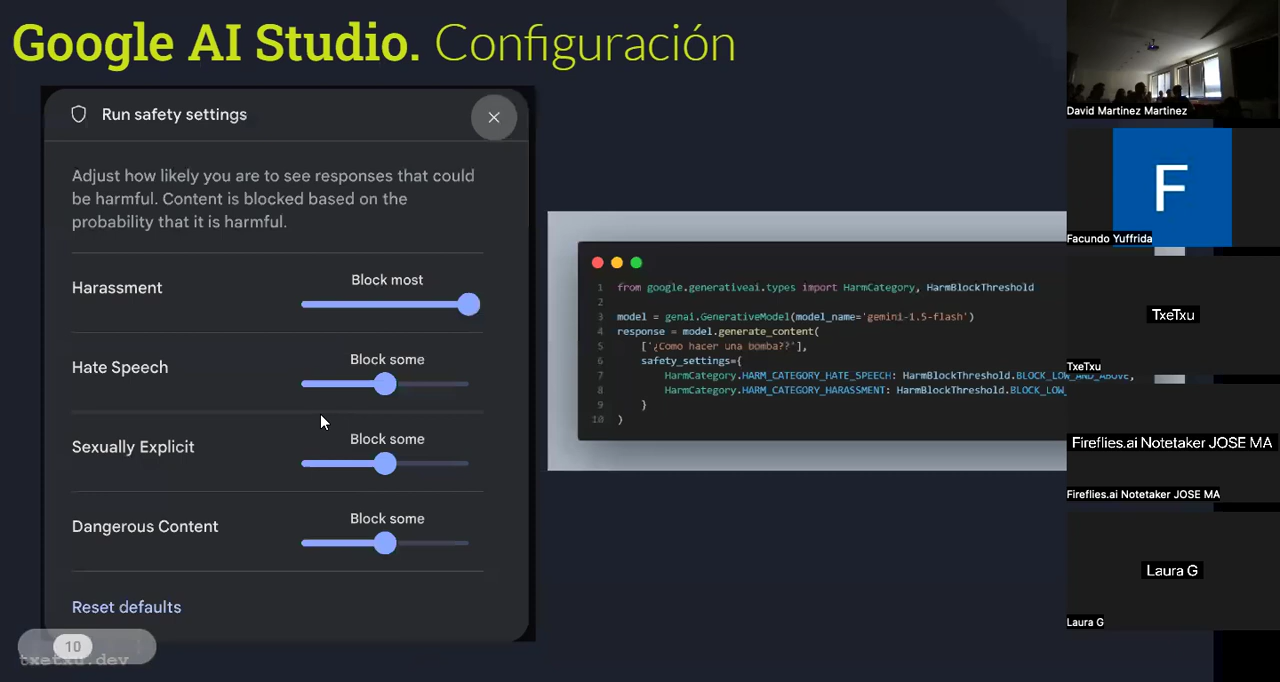 Google AI Studio. Configuración
Run safety settings
Adjust how likely you are to see responses that could
be harmful. Content is blocked based on the
probability that it is harmful.
Harassment
Block most
Hate Speech
Block some
Sexually Explicit
Block some
Dangerous Content
Block some
Reset defaults
10
txetxu.dev
1 from google.generativeai.types import HarmCategory, HarmBlockThreshold
2
3 model = genai.GenerativeModel(model_name='gemini-1.5-flash')
4 response = model.generate_content(
5 ['¿Como hacer una bomba??'],
6 safety_settings={
7 HarmCategory.HARM_CATEGORY_HATE_SPEECH: HarmBlockThreshold.BLOCK_LOW_AND_ABOVE,
8 HarmCategory.HARM_CATEGORY_HARASSMENT: HarmBlockThreshold.BLOCK_LOW_
9 }
10 )
David Martinez Martinez
F
Facundo Yuffrida
TxeTxu
TxeTxu
Fireflies.ai Notetaker JOSE MA
Fireflies.ai Notetaker JOSE MA
Laura G
Laura G